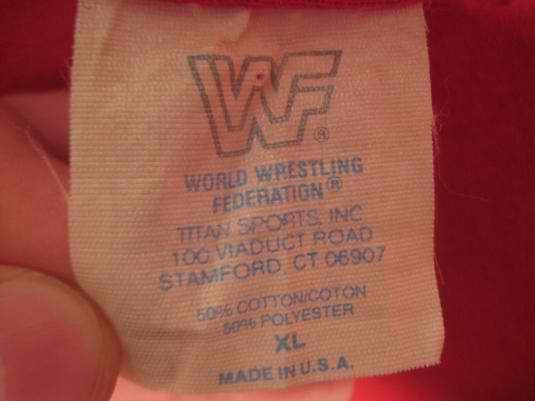 WF
®
WORLD WRESTLING
FEDERATION®
TITAN SPORTS, INC
100 VIADUCT ROAD
STAMFORD, CT 06907
50% COTTON/COTON
50% POLYESTER
XL
MADE IN U.S.A.